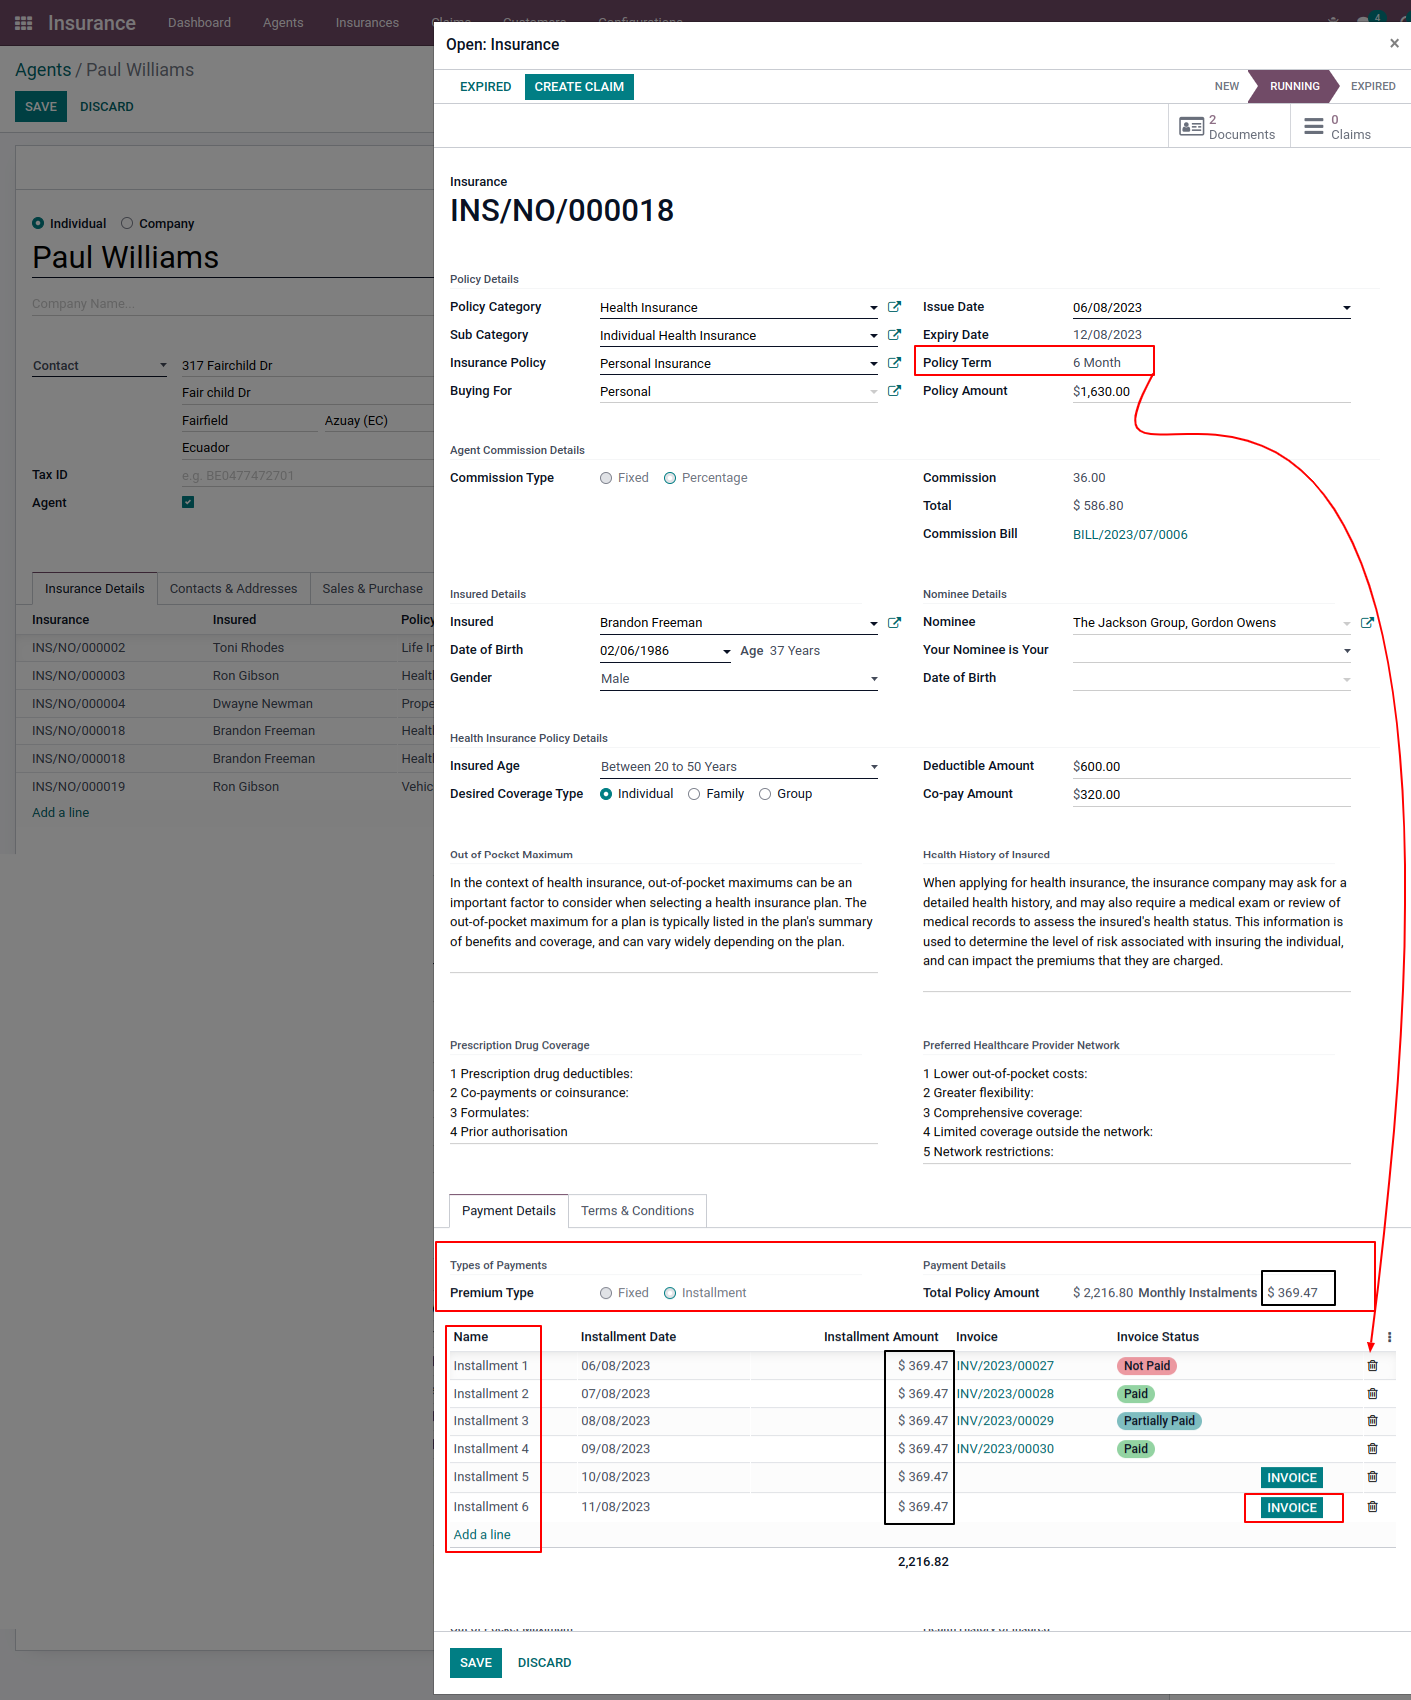 Insurance Dashboard Agents Insurances Claims Customers Configurations 4
Agents / Paul Williams
SAVE DISCARD
Individual Company
Paul Williams
Company Name...
Contact 317 Fairchild Dr
Fair child Dr
Fairfield Azuay (EC)
Ecuador
Tax ID e.g. BE0477472701
Agent
Insurance Details Contacts & Addresses Sales & Purchase
Insurance Insured Policy
INS/NO/000002 Toni Rhodes Life In
INS/NO/000003 Ron Gibson Healt
INS/NO/000004 Dwayne Newman Prope
INS/NO/000018 Brandon Freeman Healt
INS/NO/000018 Brandon Freeman Healt
INS/NO/000019 Ron Gibson Vehic
Add a line
Open: Insurance ×
EXPIRED CREATE CLAIM NEW RUNNING EXPIRED
2 Documents 0 Claims
Insurance
INS/NO/000018
Policy Details
Policy Category Health Insurance Issue Date 06/08/2023
Sub Category Individual Health Insurance Expiry Date 12/08/2023
Insurance Policy Personal Insurance Policy Term 6 Month
Buying For Personal Policy Amount $1,630.00
Agent Commission Details
Commission Type Fixed Percentage Commission 36.00
Total $ 586.80
Commission Bill BILL/2023/07/0006
Insured Details Nominee Details
Insured Brandon Freeman Nominee The Jackson Group, Gordon Owens
Date of Birth 02/06/1986 Age 37 Years Your Nominee is Your
Gender Male Date of Birth
Health Insurance Policy Details
Insured Age Between 20 to 50 Years Deductible Amount $600.00
Desired Coverage Type Individual Family Group Co-pay Amount $320.00
Out of Pocket Maximum
In the context of health insurance, out-of-pocket maximums can be an
important factor to consider when selecting a health insurance plan. The
out-of-pocket maximum for a plan is typically listed in the plan's summary
of benefits and coverage, and can vary widely depending on the plan.
Health History of Insured
When applying for health insurance, the insurance company may ask for a
detailed health history, and may also require a medical exam or review of
medical records to assess the insured's health status. This information is
used to determine the level of risk associated with insuring the individual,
and can impact the premiums that they are charged.
Prescription Drug Coverage
1 Prescription drug deductibles:
2 Co-payments or coinsurance:
3 Formulates:
4 Prior authorisation
Preferred Healthcare Provider Network
1 Lower out-of-pocket costs:
2 Greater flexibility:
3 Comprehensive coverage:
4 Limited coverage outside the network:
5 Network restrictions:
Payment Details Terms & Conditions
Types of Payments Payment Details
Premium Type Fixed Installment Total Policy Amount $ 2,216.80 Monthly Instalments $ 369.47
Name Installment Date Installment Amount Invoice Invoice Status
Installment 1 06/08/2023 $ 369.47 INV/2023/00027 Not Paid
Installment 2 07/08/2023 $ 369.47 INV/2023/00028 Paid
Installment 3 08/08/2023 $ 369.47 INV/2023/00029 Partially Paid
Installment 4 09/08/2023 $ 369.47 INV/2023/00030 Paid
Installment 5 10/08/2023 $ 369.47 INVOICE
Installment 6 11/08/2023 $ 369.47 INVOICE
Add a line
2,216.82
Out of Pocket Maximum Health History of Insured
SAVE DISCARD